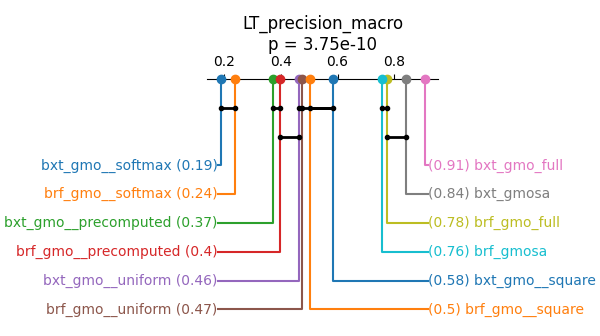 LT_precision_macro
p = 3.75e-10
0.2 0.4 0.6 0.8
bxt_gmo__softmax (0.19)
(0.91) bxt_gmo_full
brf_gmo__softmax (0.24)
(0.84) bxt_gmosa
bxt_gmo__precomputed (0.37)
(0.78) brf_gmo_full
brf_gmo__precomputed (0.4)
(0.76) brf_gmosa
bxt_gmo__uniform (0.46)
(0.58) bxt_gmo__square
brf_gmo__uniform (0.47)
(0.5) brf_gmo__square